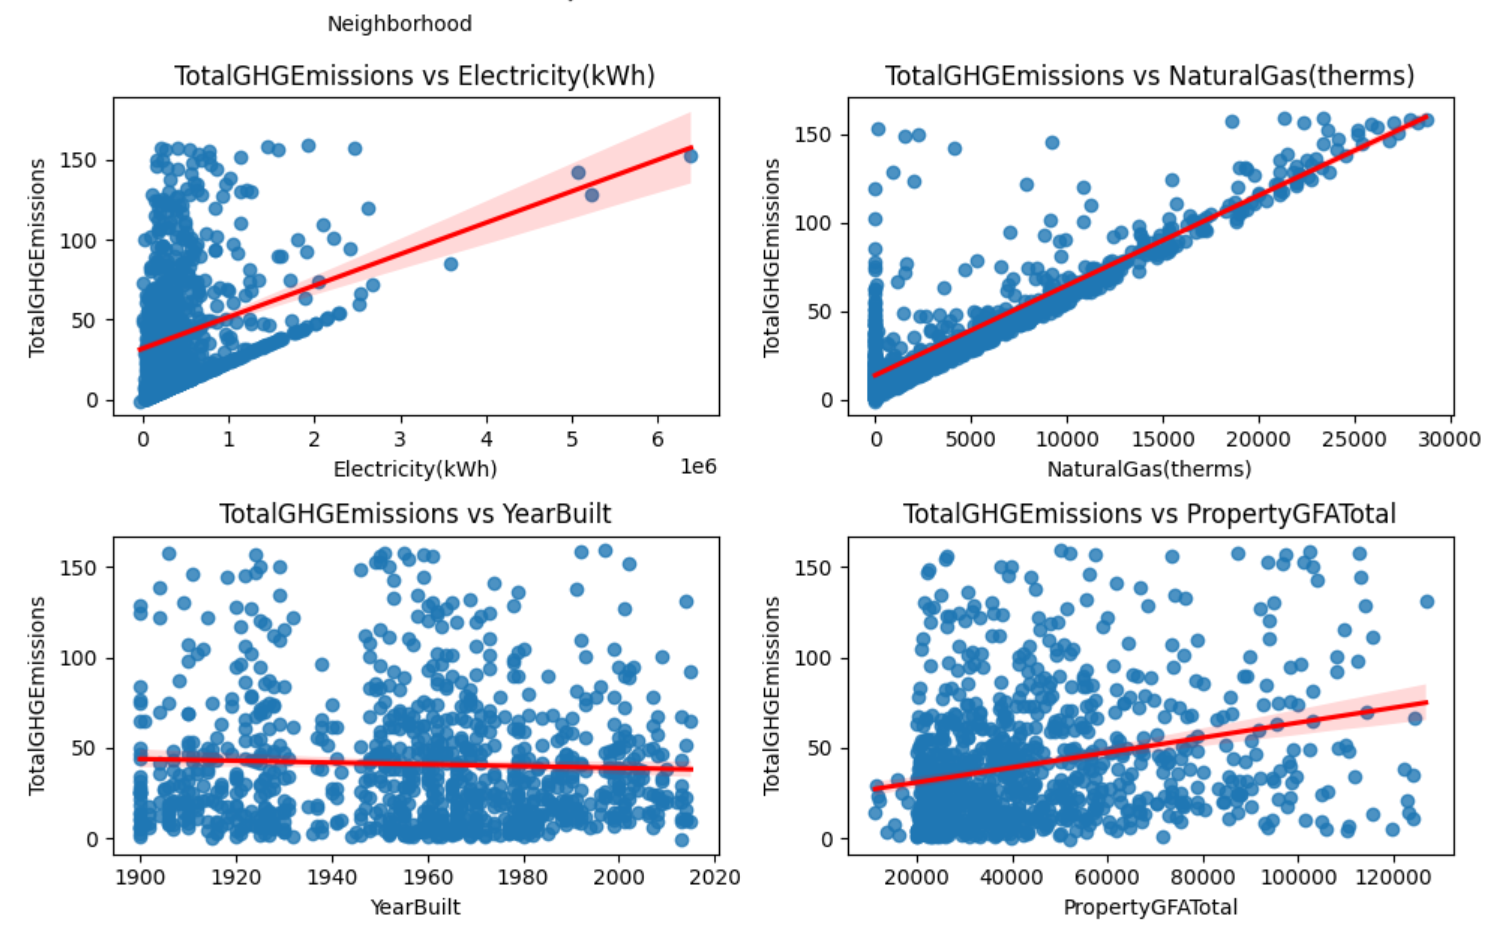 Neighborhood
TotalGHGEmissions vs Electricity(kWh)
TotalGHGEmissions
150
100
50
0
0 1 2 3 4 5 6
1e6
Electricity(kWh)
TotalGHGEmissions vs NaturalGas(therms)
TotalGHGEmissions
150
100
50
0
0 5000 10000 15000 20000 25000 30000
NaturalGas(therms)
TotalGHGEmissions vs YearBuilt
TotalGHGEmissions
150
100
50
0
1900 1920 1940 1960 1980 2000 2020
YearBuilt
TotalGHGEmissions vs PropertyGFATotal
TotalGHGEmissions
150
100
50
0
20000 40000 60000 80000 100000 120000
PropertyGFATotal